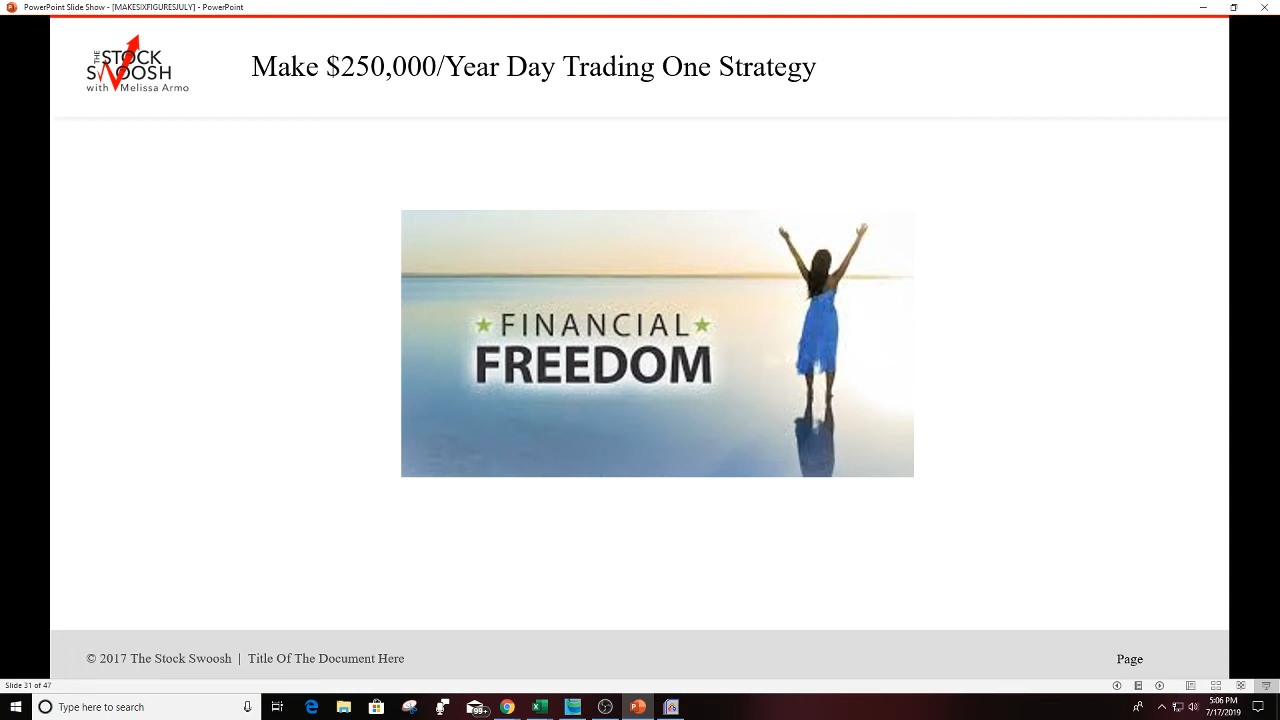 PowerPoint Slide Show - [MAKESIXFIGURESJULY] - PowerPoint
THE STOCK
SWOOSH
with Melissa Armo
Make $250,000/Year Day Trading One Strategy
FINANCIAL
FREEDOM
© 2017 The Stock Swoosh | Title Of The Document Here
Page
Slide 31 of 47
Type here to search
99+
5:06 PM
7/17/2019